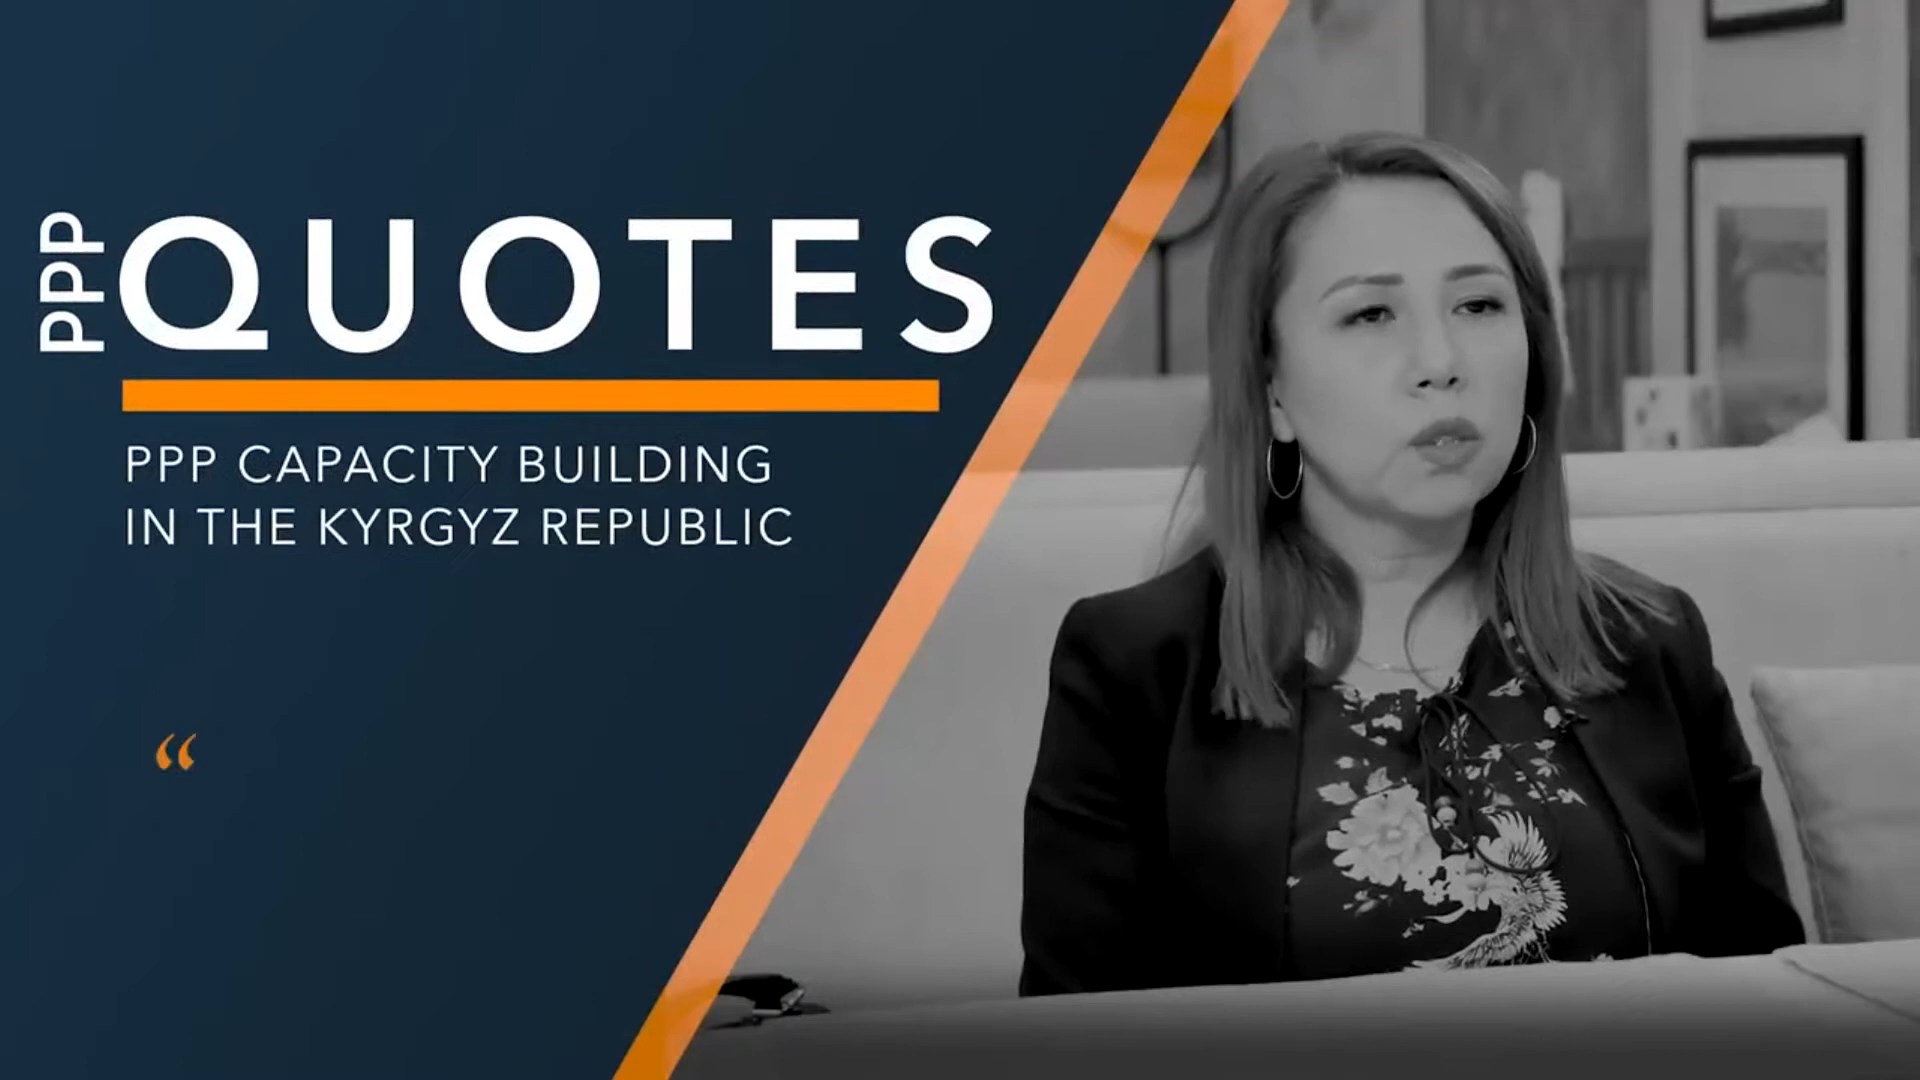 PPP
QUOTES
PPP CAPACITY BUILDING
IN THE KYRGYZ REPUBLIC
“